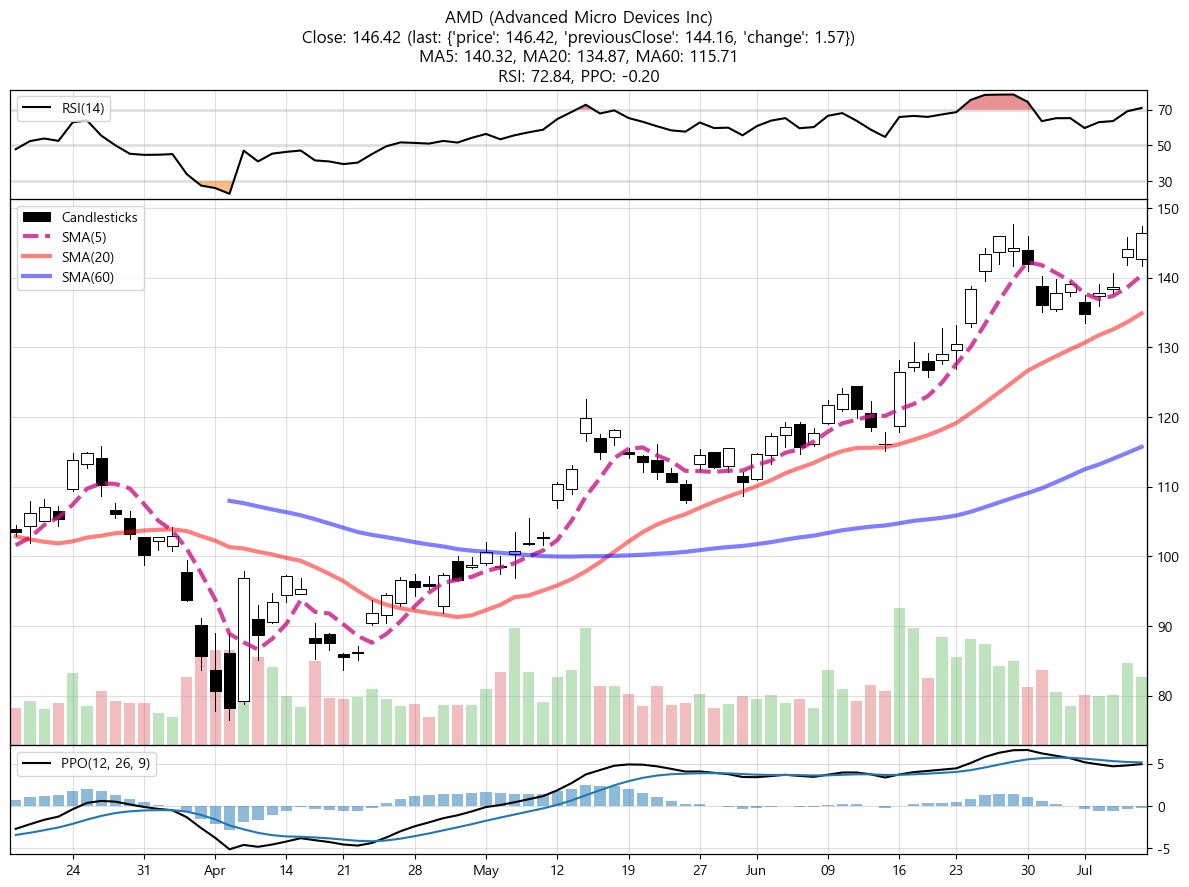 AMD (Advanced Micro Devices Inc)
Close: 146.42 (last: {'price': 146.42, 'previousClose': 144.16, 'change': 1.57})
MA5: 140.32, MA20: 134.87, MA60: 115.71
RSI: 72.84, PPO: -0.20
RSI(14)
70
50
30
Candlesticks
SMA(5)
SMA(20)
SMA(60)
150
140
130
120
110
100
90
80
PPO(12, 26, 9)
5
0
-5
24 31 Apr 14 21 28 May 12 19 27 Jun 09 16 23 30 Jul